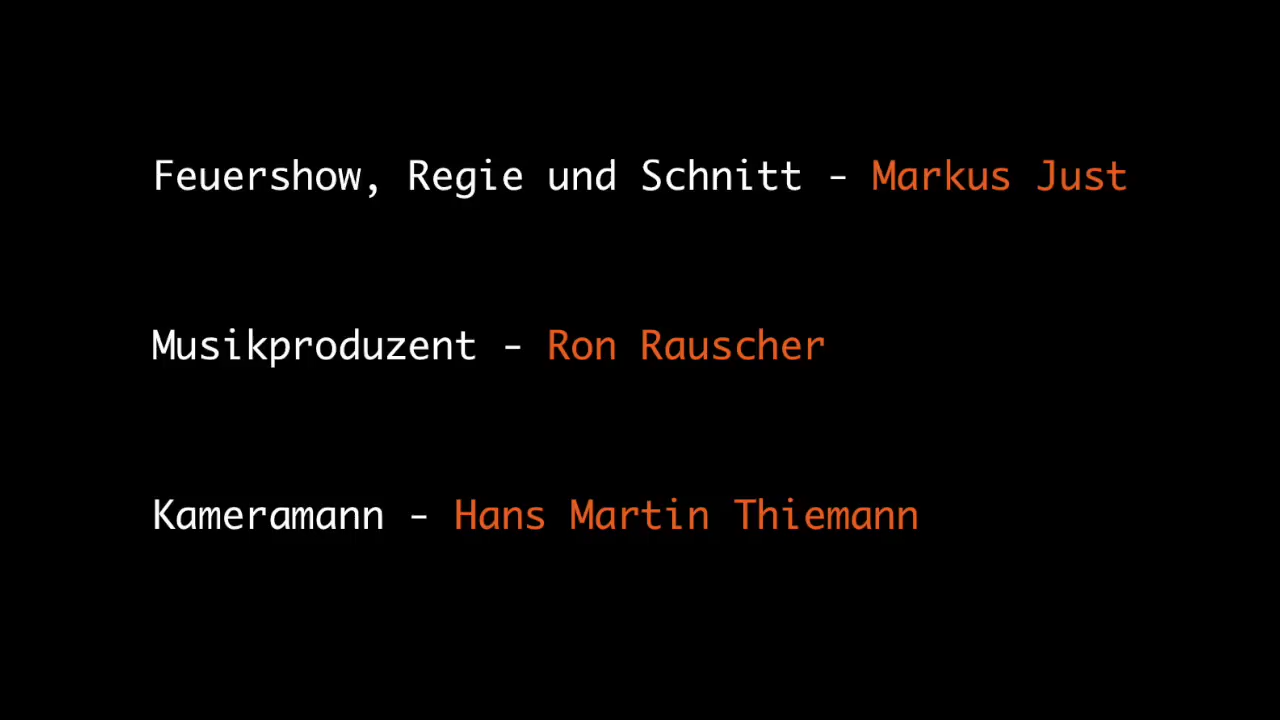 Feuershow, Regie und Schnitt - Markus Just
Musikproduzent - Ron Rauscher
Kameramann - Hans Martin Thiemann